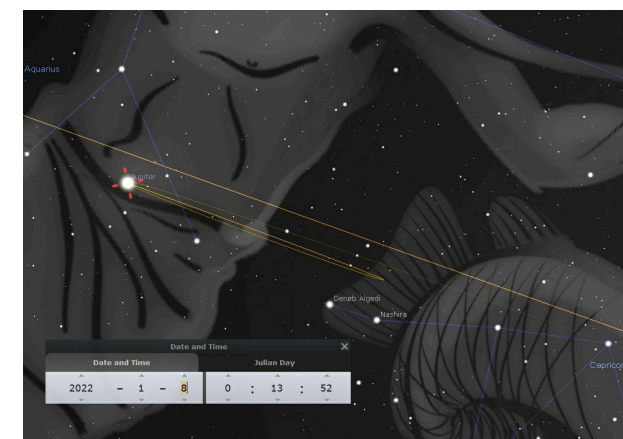 Aquarius
Jupiter
Deneb Algedi
Nashira
Capricor
Date and Time
Date and Time
Julian Day
2022 - 1 - 8
0 : 13 : 52